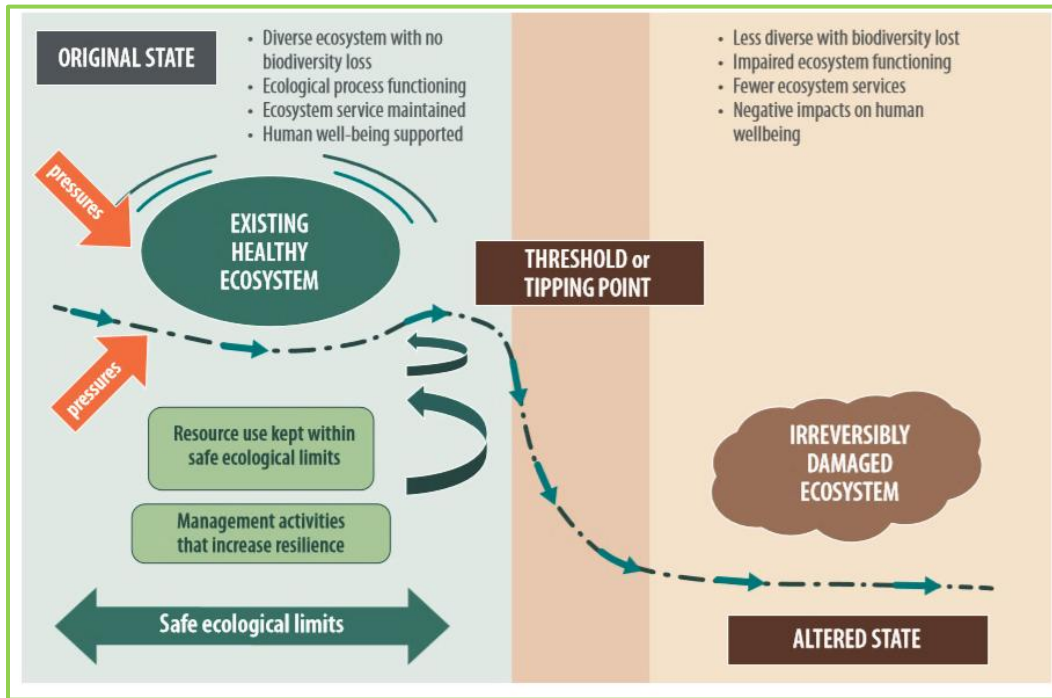 ORIGINAL STATE
• Diverse ecosystem with no
biodiversity loss
• Ecological process functioning
• Ecosystem service maintained
• Human well-being supported
• Less diverse with biodiversity lost
• Impaired ecosystem functioning
• Fewer ecosystem services
• Negative impacts on human
wellbeing
pressures
EXISTING
HEALTHY
ECOSYSTEM
THRESHOLD or
TIPPING POINT
pressures
Resource use kept within
safe ecological limits
Management activities
that increase resilience
IRREVERSIBLY
DAMAGED
ECOSYSTEM
Safe ecological limits
ALTERED STATE